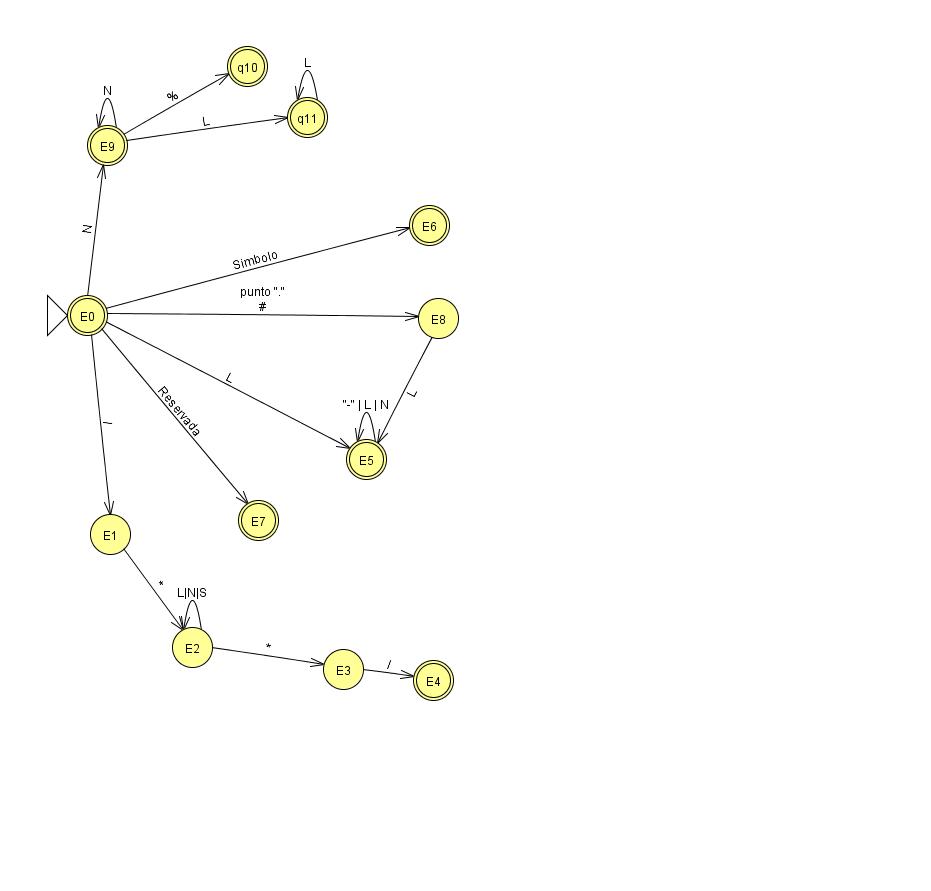 q10
L
N
%
q11
L
E9
N
E6
Simbolo
punto "."
#
E0
E8
L
L
"-" | L | N
Reservada
/
E5
E7
E1
*
L|N|S
E2
*
E3
/
E4